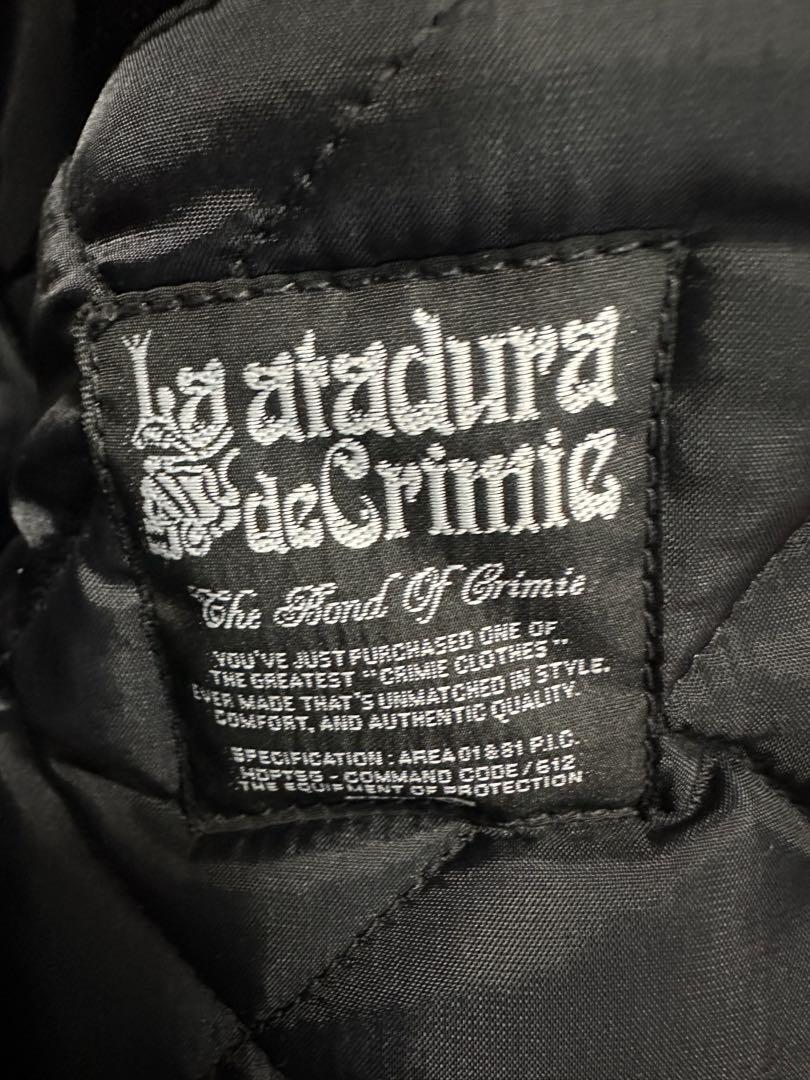 La atadura
de Crimie
The Bond Of Crimie
YOU'VE JUST PURCHASED ONE OF
THE GREATEST "CRIMIE CLOTHES"..
EVER MADE THAT'S UNMATCHED IN STYLE.
COMFORT, AND AUTHENTIC QUALITY.
SPECIFICATION : AREA 01 & 81 P.I.C.
COMMAND CODE / 612
THE EQUIPMENT OF PROTECTION